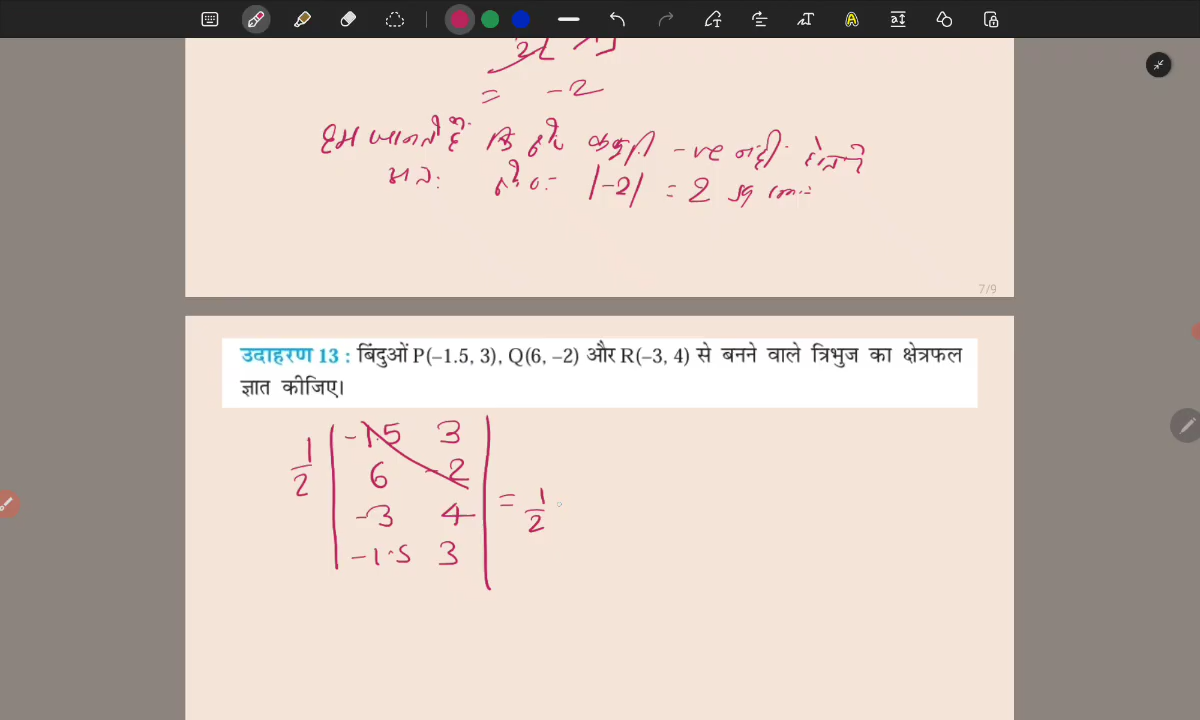 = -2
हम जानते हैं कि क्षे० कभी -ve नहीं होता
अतः क्षे० = |-2| = 2
7/9
उदाहरण 13 : बिंदुओं P(–1.5, 3), Q(6, –2) और R(–3, 4) से बनने वाले त्रिभुज का क्षेत्रफल
ज्ञात कीजिए।
-1.5 3
1/2 6 -2
-3 4 = 1/2
-1.5 3